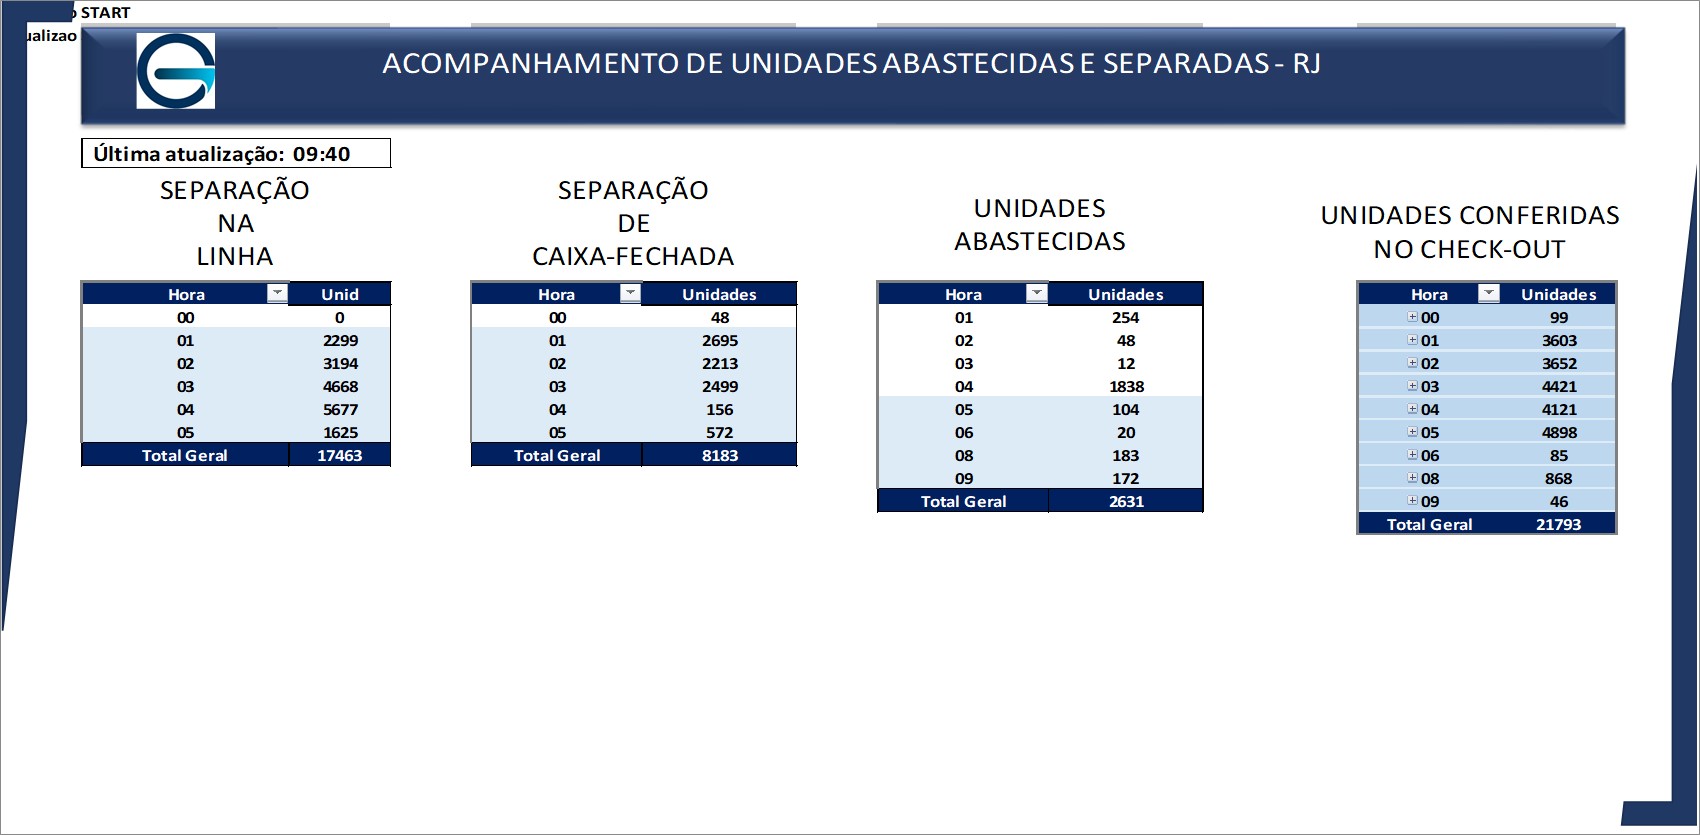 START
ualizao
ACOMPANHAMENTO DE UNIDADES ABASTECIDAS E SEPARADAS - RJ
Última atualização: 09:40
SEPARAÇÃO
NA
LINHA
Hora Unid
00 0
01 2299
02 3194
03 4668
04 5677
05 1625
Total Geral 17463
SEPARAÇÃO
DE
CAIXA-FECHADA
Hora Unidades
00 48
01 2695
02 2213
03 2499
04 156
05 572
Total Geral 8183
UNIDADES
ABASTECIDAS
Hora Unidades
01 254
02 48
03 12
04 1838
05 104
06 20
08 183
09 172
Total Geral 2631
UNIDADES CONFERIDAS
NO CHECK-OUT
Hora Unidades
00 99
01 3603
02 3652
03 4421
04 4121
05 4898
06 85
08 868
09 46
Total Geral 21793